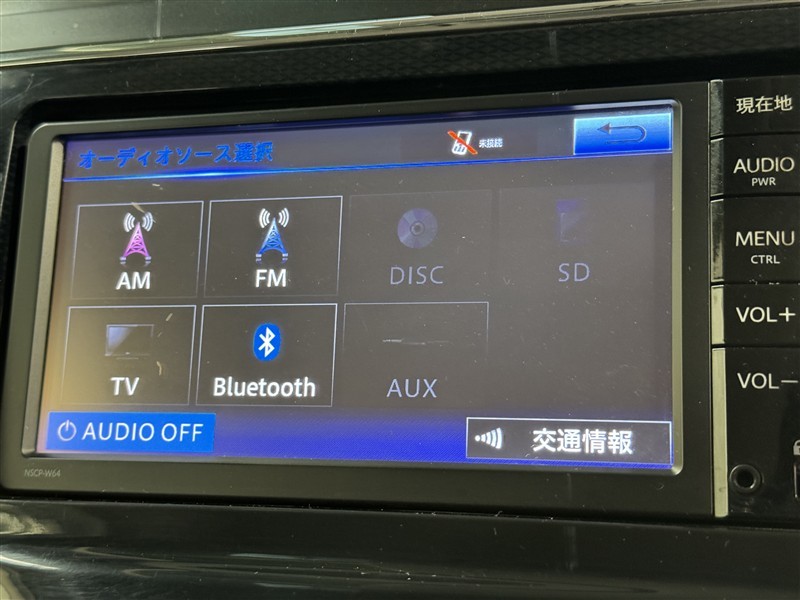 オーディオソース選択
未接続
AM
FM
DISC
SD
TV
Bluetooth
AUX
AUDIO OFF
交通情報
NSCP-W64
現在地
AUDIO
PWR
MENU
CTRL
VOL+
VOL−